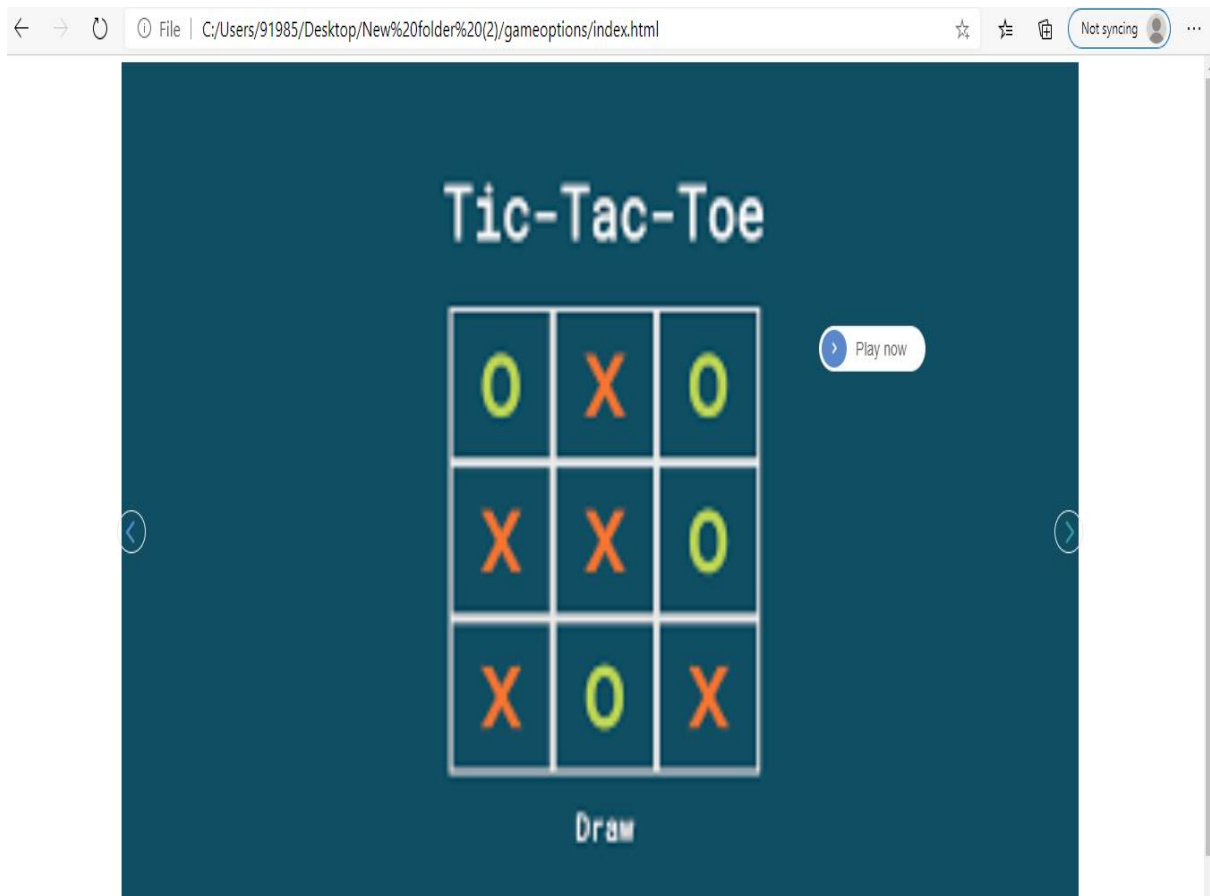 File
C:/Users/91985/Desktop/New%20folder%20(2)/gameoptions/index.html
Not syncing
Tic-Tac-Toe
O X O
Play now
X X O
X O X
Draw